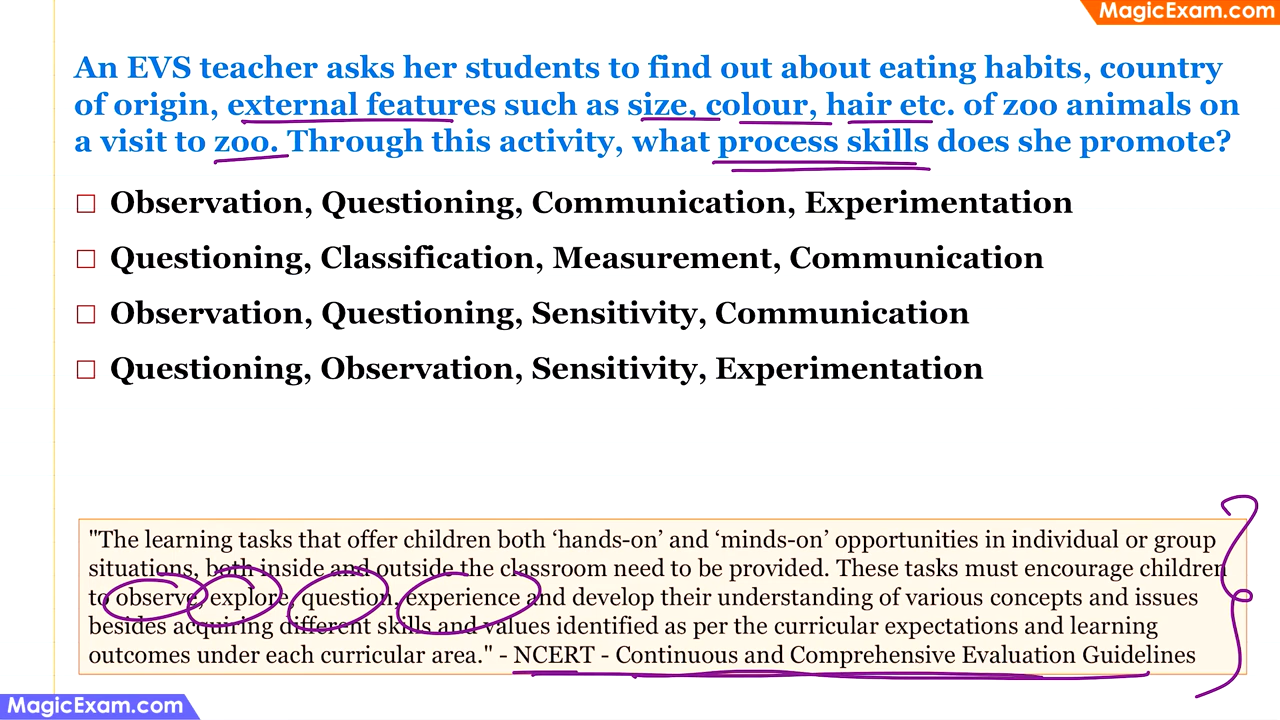 MagicExam.com
An EVS teacher asks her students to find out about eating habits, country
of origin, external features such as size, colour, hair etc. of zoo animals on
a visit to zoo. Through this activity, what process skills does she promote?
Observation, Questioning, Communication, Experimentation
Questioning, Classification, Measurement, Communication
Observation, Questioning, Sensitivity, Communication
Questioning, Observation, Sensitivity, Experimentation
"The learning tasks that offer children both ‘hands-on’ and ‘minds-on’ opportunities in individual or group
situations, both inside and outside the classroom need to be provided. These tasks must encourage children
to observe, explore, question, experience and develop their understanding of various concepts and issues
besides acquiring different skills and values identified as per the curricular expectations and learning
outcomes under each curricular area." - NCERT - Continuous and Comprehensive Evaluation Guidelines
MagicExam.com